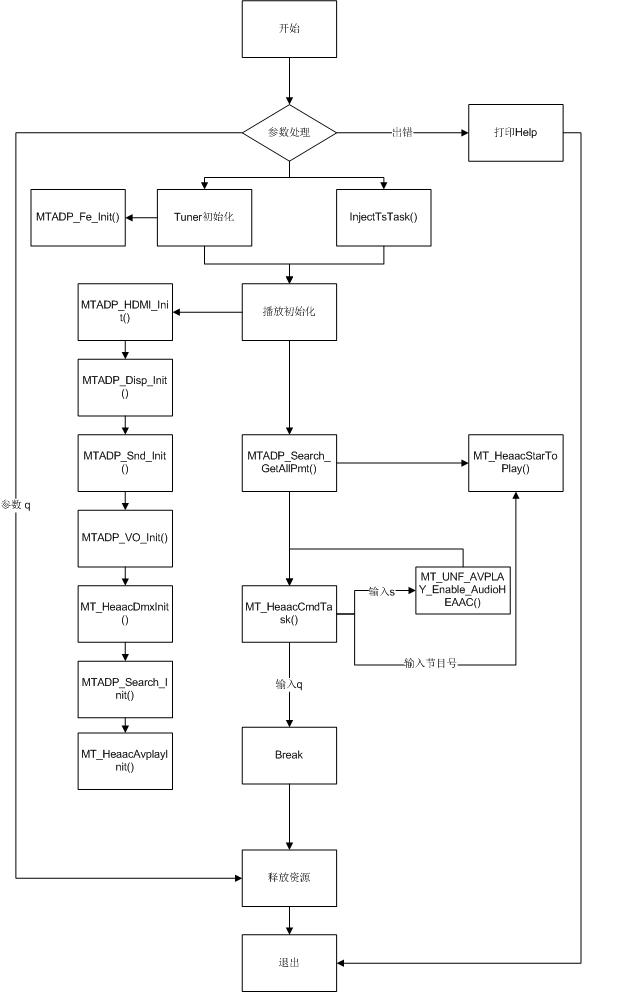 开始
参数处理
出错
打印Help
MTADP_Fe_Init()
Tuner初始化
InjectTsTask()
MTADP_HDMI_Ini
t()
播放初始化
MTADP_Disp_Init
()
MTADP_Snd_Init
()
MTADP_Search_
GetAllPmt()
MT_HeaacStarTo
Play()
参数 q
MTADP_VO_Init()
MT_HeaacDmxInit
()
MT_HeaacCmdTa
sk()
输入s
MT_UNF_AVPLA
Y_Enable_AudioH
EAAC()
输入节目号
MTADP_Search_I
nit()
输入q
MT_HeaacAvplayI
nit()
Break
释放资源
退出